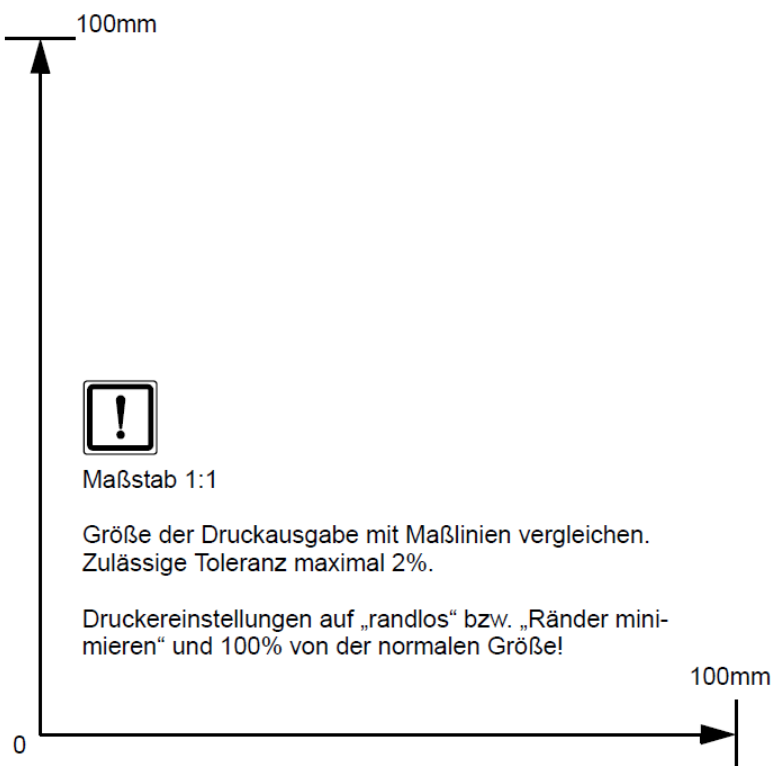 100mm
!
Maßstab 1:1
Größe der Druckausgabe mit Maßlinien vergleichen.
Zulässige Toleranz maximal 2%.
Druckereinstellungen auf „randlos“ bzw. „Ränder mini-
mieren“ und 100% von der normalen Größe!
100mm
0